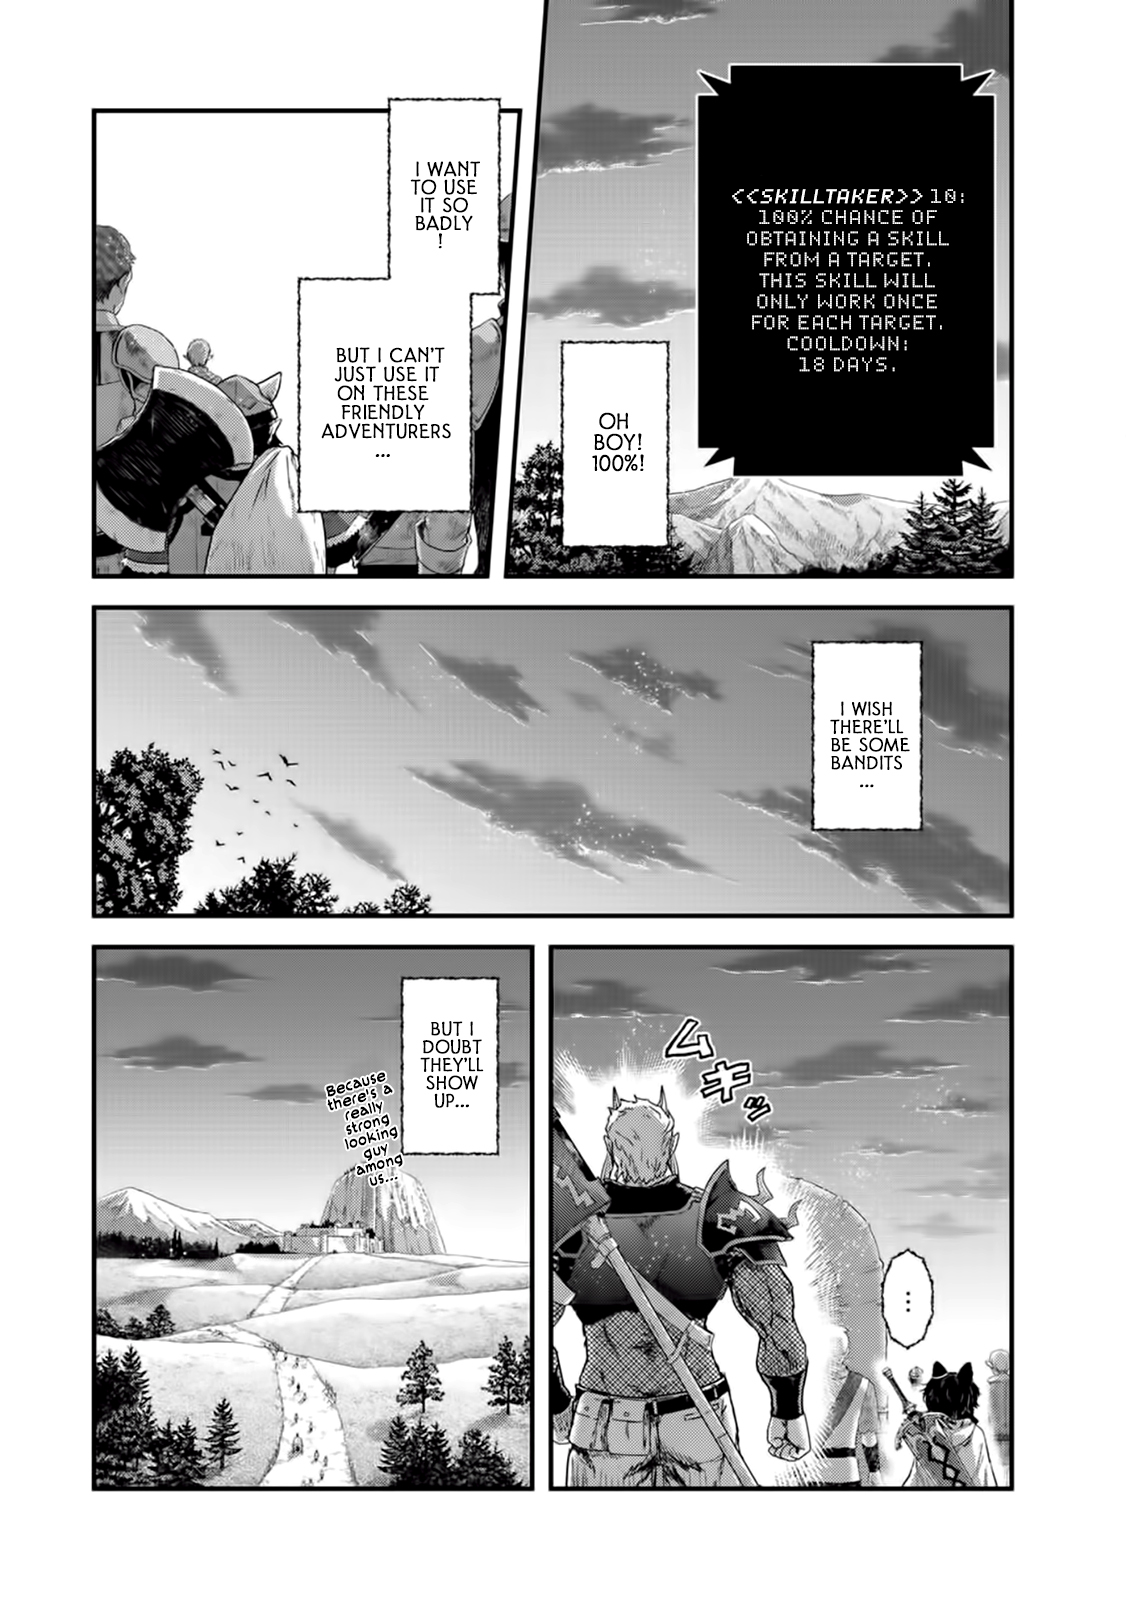 <<SKILLTAKER>> 10:
100% CHANCE OF
OBTAINING A SKILL
FROM A TARGET.
THIS SKILL WILL
ONLY WORK ONCE
FOR EACH TARGET.
COOLDOWN:
18 DAYS.
OH
BOY!
100%!
I WANT
TO USE
IT SO
BADLY
!
BUT I CAN'T
JUST USE IT
ON THESE
FRIENDLY
ADVENTURERS
...
I WISH
THERE'LL
BE SOME
BANDITS
...
ムキッ
...
BUT I
DOUBT
THEY'LL
SHOW
UP...
Because
there's a
really
strong
looking
guy
among
us...